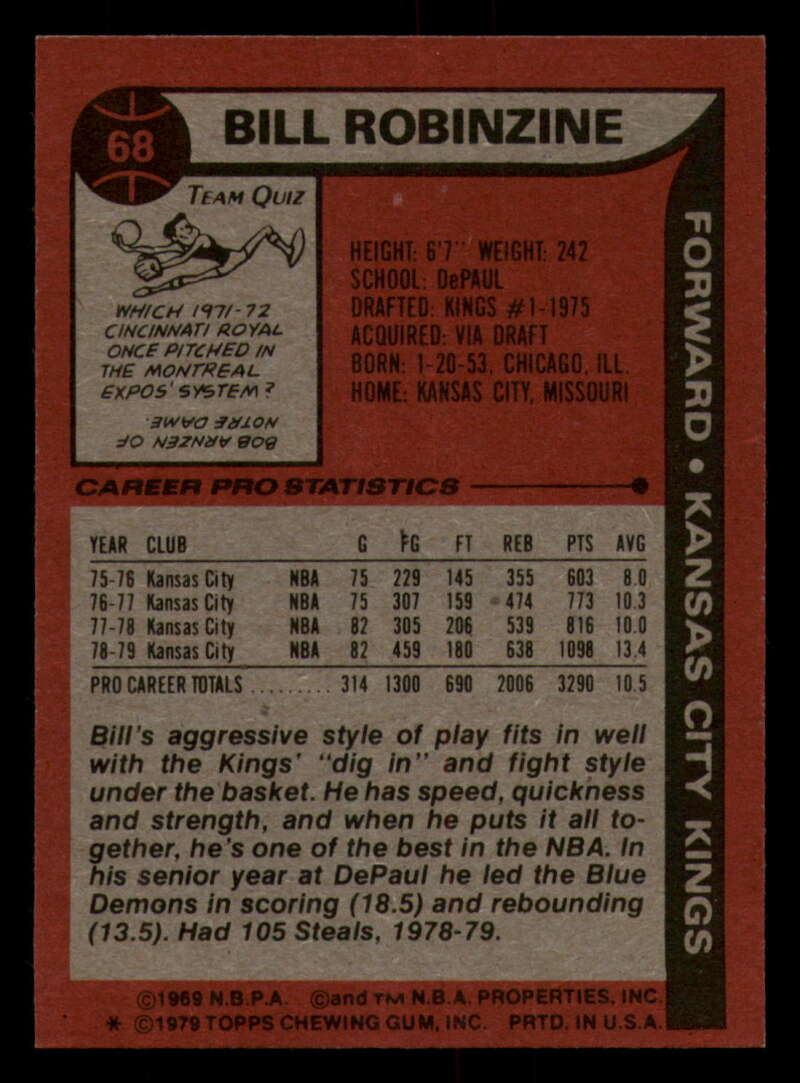 68
BILL ROBINZINE
TEAM QUIZ
WHICH 1971-72
CINCINNATI ROYAL
ONCE PITCHED IN
THE MONTREAL
EXPOS' SYSTEM?
BOB ARNZEN OF
NOTRE DAME.
HEIGHT: 6'7" WEIGHT: 242
SCHOOL: DePAUL
DRAFTED: KINGS #1-1975
ACQUIRED: VIA DRAFT
BORN: 1-20-53, CHICAGO, ILL.
HOME: KANSAS CITY, MISSOURI
FORWARD • KANSAS CITY KINGS
CAREER PRO STATISTICS
YEAR CLUB G FG FT REB PTS AVG
75-76 Kansas City NBA 75 229 145 355 603 8.0
76-77 Kansas City NBA 75 307 159 474 773 10.3
77-78 Kansas City NBA 82 305 206 539 816 10.0
78-79 Kansas City NBA 82 459 180 638 1098 13.4
PRO CAREER TOTALS ......... 314 1300 690 2006 3290 10.5
Bill's aggressive style of play fits in well
with the Kings' "dig in" and fight style
under the basket. He has speed, quickness
and strength, and when he puts it all to-
gether, he's one of the best in the NBA. In
his senior year at DePaul he led the Blue
Demons in scoring (18.5) and rebounding
(13.5). Had 105 Steals, 1978-79.
©1969 N.B.P.A. ©and TM N.B.A. PROPERTIES, INC.
* ©1979 TOPPS CHEWING GUM, INC. PRTD. IN U.S.A.